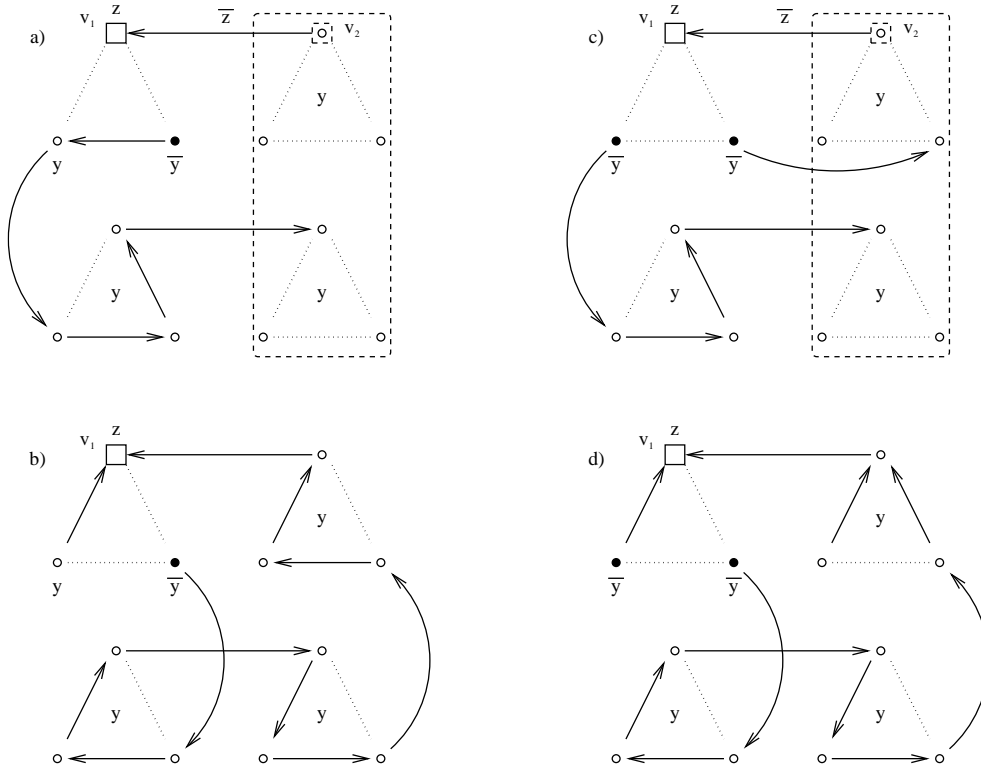 a) v₁ z z̅ v₂
y
y y̅
y y
c) v₁ z z̅ v₂
y
y̅ y̅
y y
b) v₁ z
y
y y̅
y y
d) v₁ z
y
y̅ y̅
y y